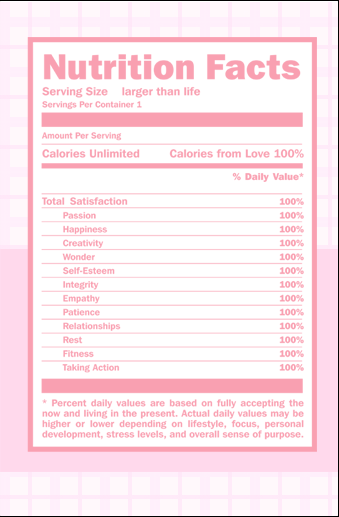 Nutrition Facts
Serving Size larger than life
Servings Per Container 1
Amount Per Serving
Calories Unlimited Calories from Love 100%
% Daily Value*
Total Satisfaction 100%
Passion 100%
Happiness 100%
Creativity 100%
Wonder 100%
Self-Esteem 100%
Integrity 100%
Empathy 100%
Patience 100%
Relationships 100%
Rest 100%
Fitness 100%
Taking Action 100%
* Percent daily values are based on fully accepting the
now and living in the present. Actual daily values may be
higher or lower depending on lifestyle, focus, personal
development, stress levels, and overall sense of purpose.